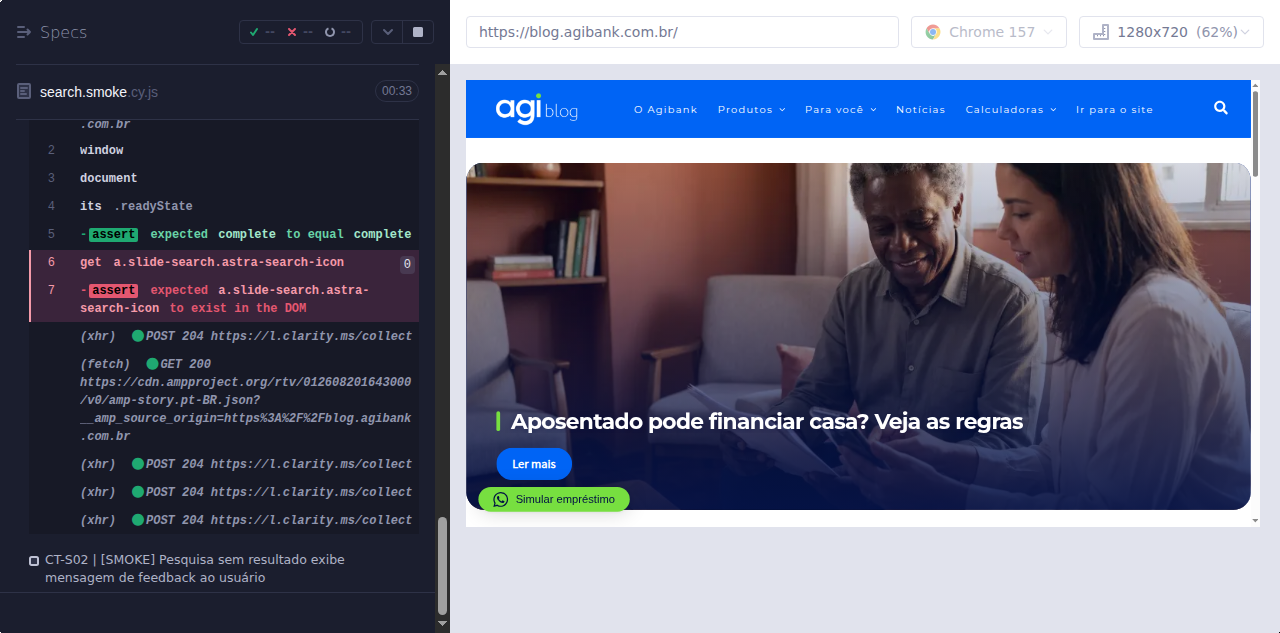 Specs
-- -- --
https://blog.agibank.com.br/
Chrome 157
1280x720 (62%)
search.smoke.cy.js
00:33
.com.br
2 window
3 document
4 its .readyState
5 -assert expected complete to equal complete
6 get a.slide-search.astra-search-icon 0
7 -assert expected a.slide-search.astra-
search-icon to exist in the DOM
(xhr) POST 204 https://l.clarity.ms/collect
(fetch) GET 200
https://cdn.ampproject.org/rtv/012608201643000
/v0/amp-story.pt-BR.json?
__amp_source_origin=https%3A%2F%2Fblog.agibank
.com.br
(xhr) POST 204 https://l.clarity.ms/collect
(xhr) POST 204 https://l.clarity.ms/collect
(xhr) POST 204 https://l.clarity.ms/collect
CT-S02 | [SMOKE] Pesquisa sem resultado exibe
mensagem de feedback ao usuário
agi blog
O Agibank Produtos Para você Notícias Calculadoras Ir para o site
Aposentado pode financiar casa? Veja as regras
Ler mais
Simular empréstimo